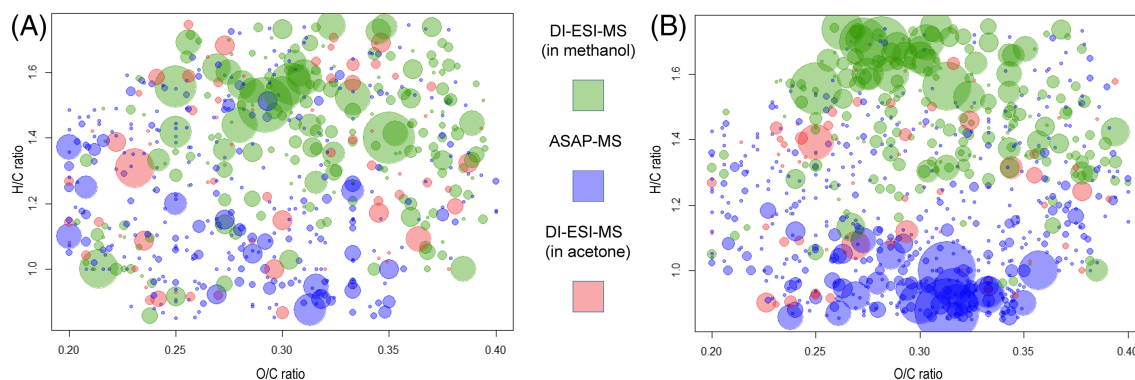 (A)
H/C ratio
1.6
1.4
1.2
1.0
0.20 0.25 0.30 0.35 0.40
O/C ratio
DI-ESI-MS
(in methanol)
ASAP-MS
DI-ESI-MS
(in acetone)
(B)
H/C ratio
1.6
1.4
1.2
1.0
0.20 0.25 0.30 0.35 0.40
O/C ratio